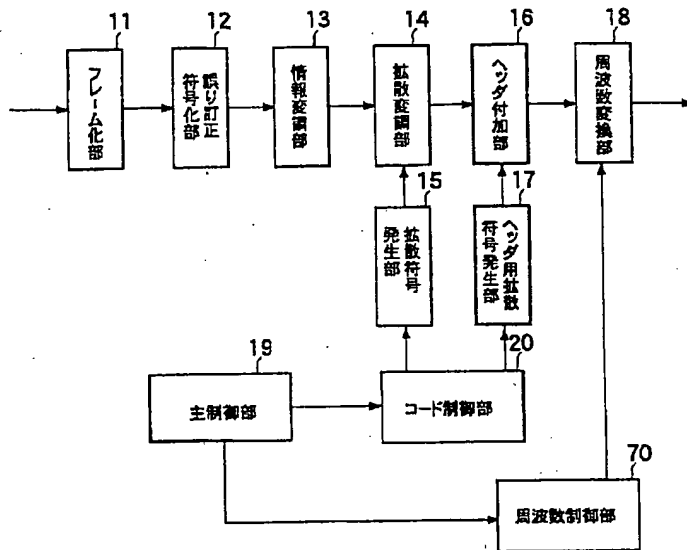 11
12
13
14
16
18
フレーム化部
誤り訂正
符号化部
情報変調部
拡散変調部
ヘッダ付加部
周波数変換部
15
17
拡散符号
発生部
ヘッダ用拡散
符号発生部
19
20
主制御部
コード制御部
70
周波数制御部